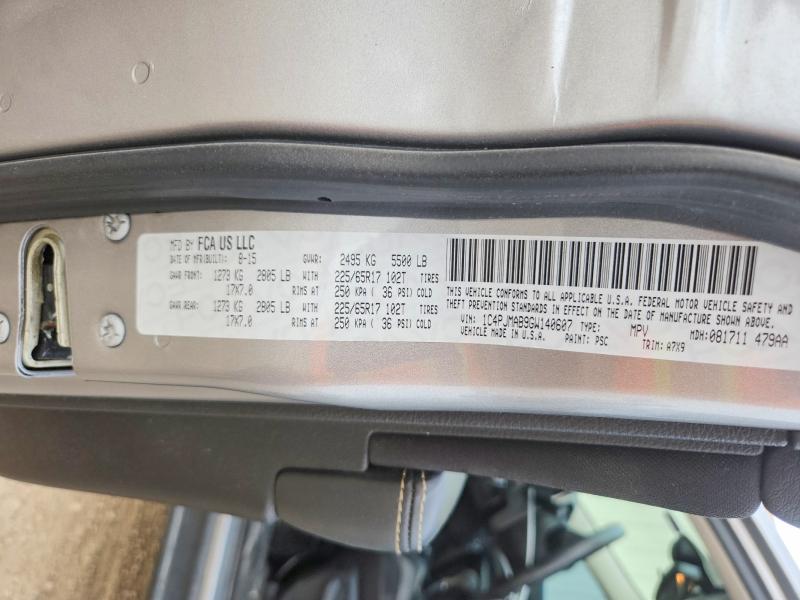 MFD BY FCA US LLC
DATE OF MFR(BUILT): 8-15 GVWR: 2495 KG 5500 LB
GAWR FRONT: 1273 KG 2805 LB WITH 225/65R17 102T TIRES
17X7.0 RIMS AT 250 KPA ( 36 PSI) COLD
GAWR REAR: 1273 KG 2805 LB WITH 225/65R17 102T TIRES
17X7.0 RIMS AT 250 KPA ( 36 PSI) COLD
THIS VEHICLE CONFORMS TO ALL APPLICABLE U.S.A. FEDERAL MOTOR VEHICLE SAFETY AND
THEFT PREVENTION STANDARDS IN EFFECT ON THE DATE OF MANUFACTURE SHOWN ABOVE.
VIN: 1C4PJMAB9GW140607 TYPE: MPV MDH:081711 479AA
VEHICLE MADE IN U.S.A. PAINT: PSC TRIM: A7X9